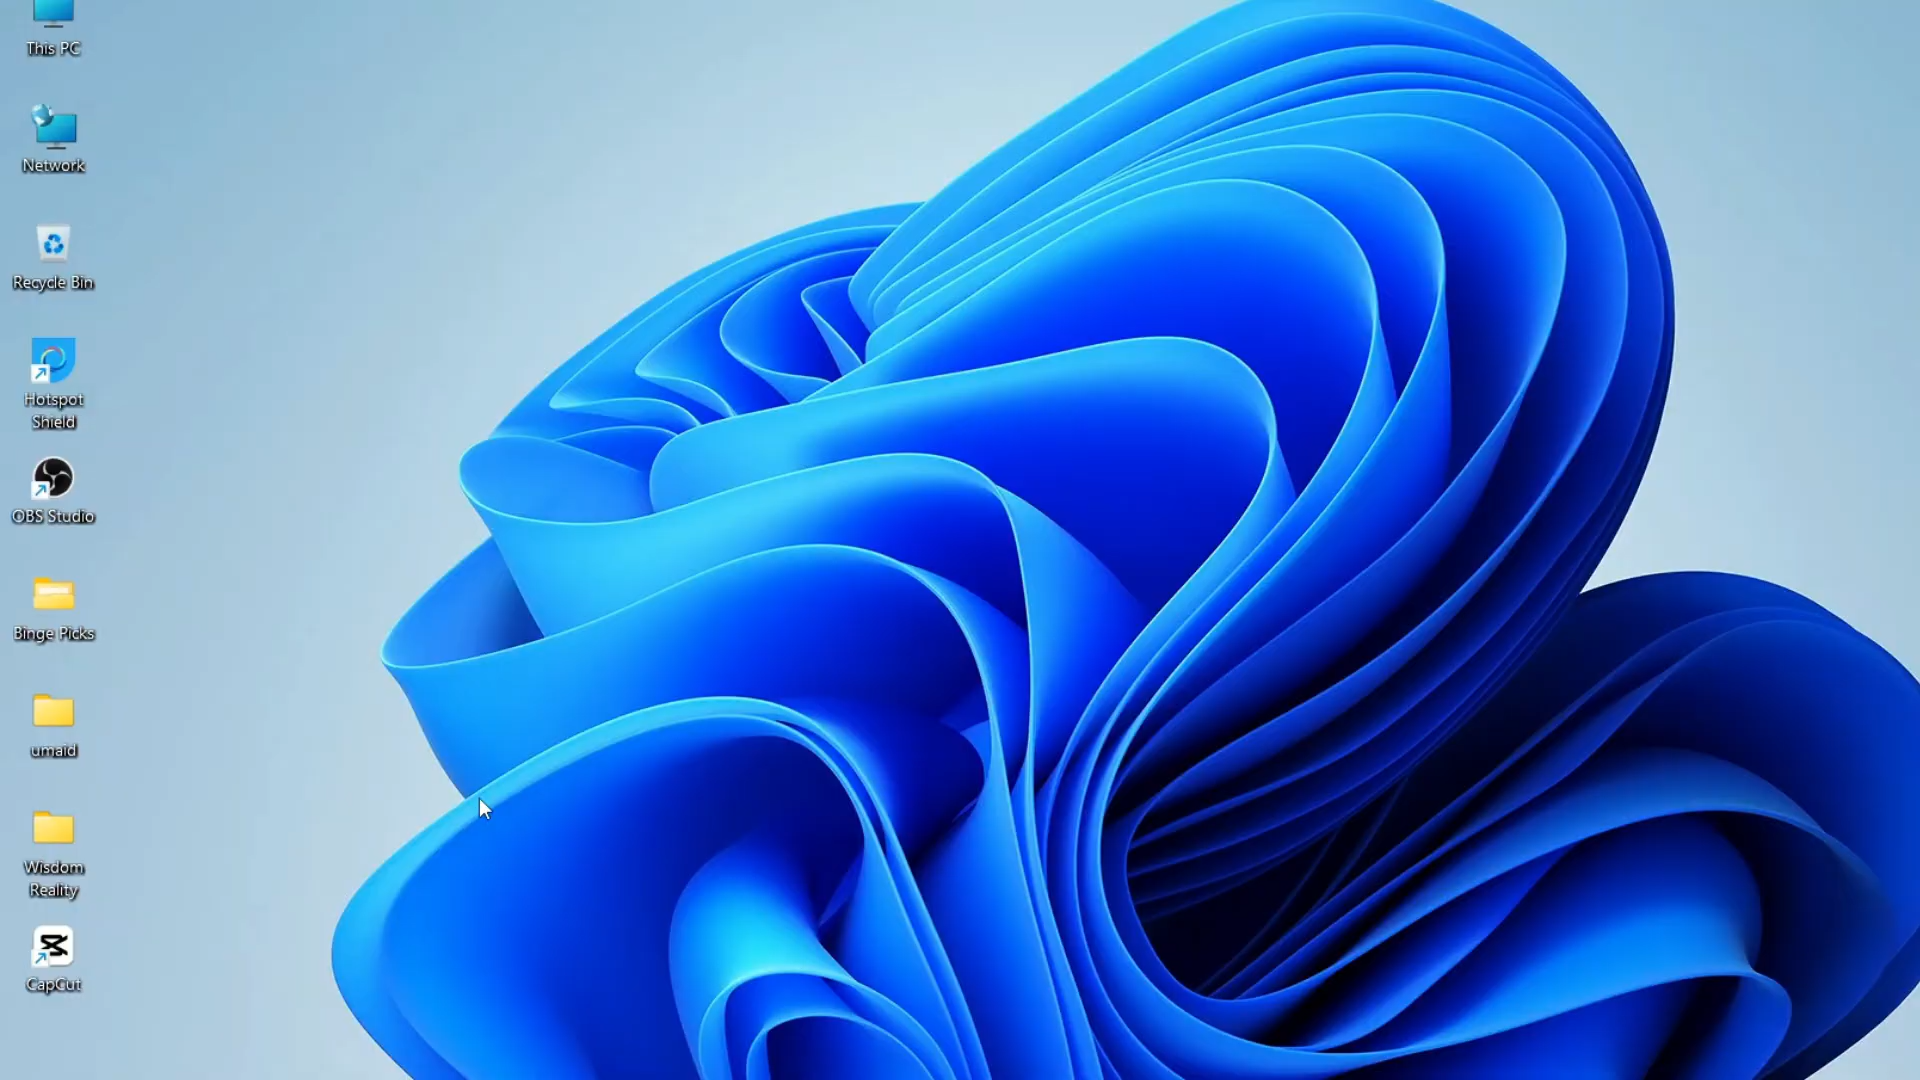 This PC
Network
Recycle Bin
Hotspot
Shield
OBS Studio
Binge Picks
umaid
Wisdom
Reality
CapCut